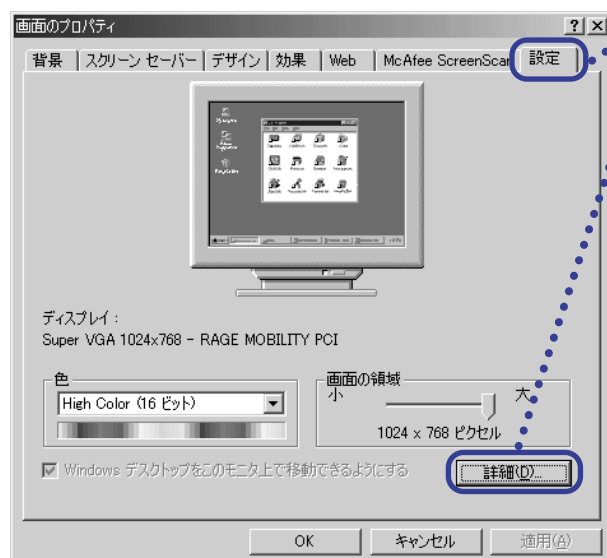 画面のプロパティ
背景 スクリーン セーバー デザイン 効果 Web McAfee ScreenScan 設定
ディスプレイ :
Super VGA 1024x768 - RAGE MOBILITY PCI
色
High Color (16 ビット)
画面の領域
小 大
1024 x 768 ピクセル
Windows デスクトップをこのモニタ上で移動できるようにする
詳細(D)...
OK キャンセル 適用(A)